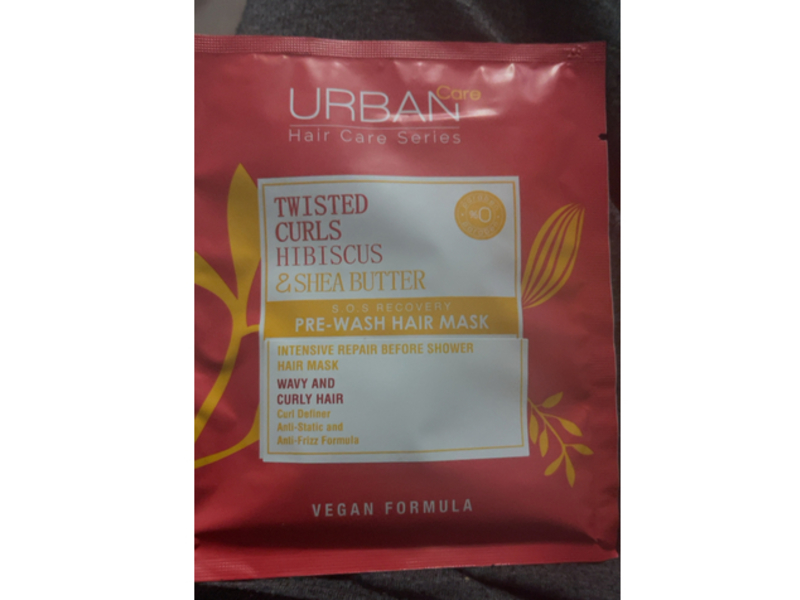 URBAN Care
Hair Care Series
TWISTED
CURLS
HIBISCUS
& SHEA BUTTER
%0
S.O.S RECOVERY
PRE-WASH HAIR MASK
INTENSIVE REPAIR BEFORE SHOWER
HAIR MASK
WAVY AND
CURLY HAIR
Curl Definer
Anti-Static and
Anti-Frizz Formula
VEGAN FORMULA